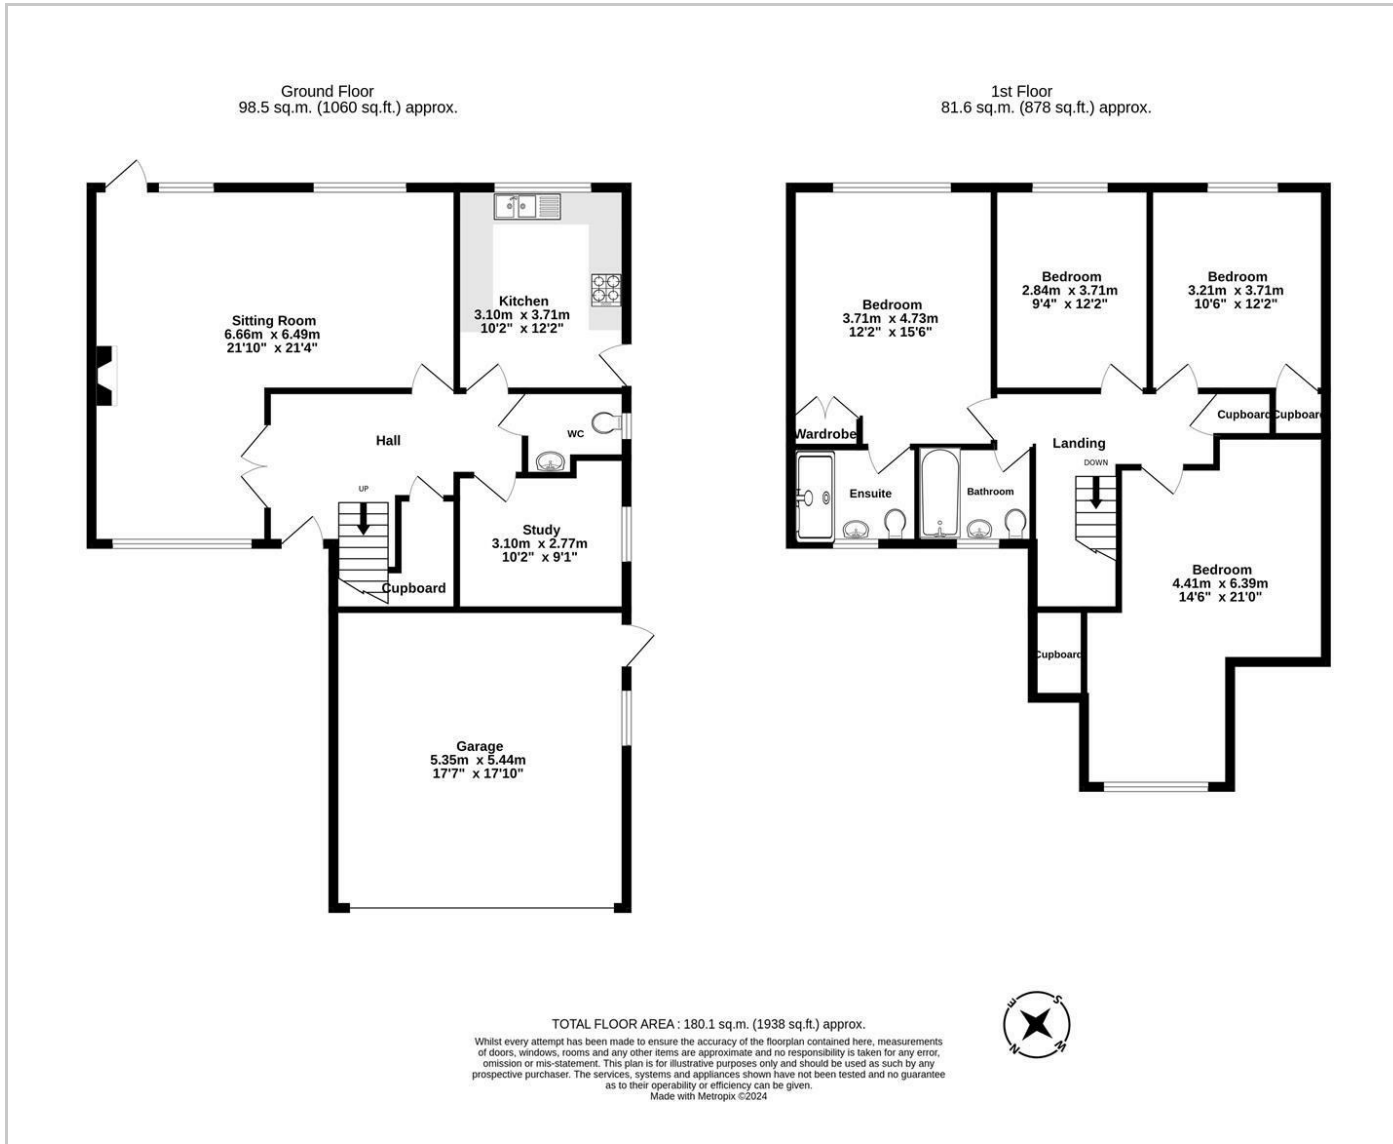 Ground Floor
98.5 sq.m. (1060 sq.ft.) approx.
1st Floor
81.6 sq.m. (878 sq.ft.) approx.
Sitting Room
6.66m x 6.49m
21'10" x 21'4"
Kitchen
3.10m x 3.71m
10'2" x 12'2"
Hall
WC
UP
Study
3.10m x 2.77m
10'2" x 9'1"
Cupboard
Garage
5.35m x 5.44m
17'7" x 17'10"
Bedroom
3.71m x 4.73m
12'2" x 15'6"
Bedroom
2.84m x 3.71m
9'4" x 12'2"
Bedroom
3.21m x 3.71m
10'6" x 12'2"
Wardrobe
Cupboard
Cupboard
Landing
DOWN
Ensuite
Bathroom
Bedroom
4.41m x 6.39m
14'6" x 21'0"
Cupboard
E
S
N
W
TOTAL FLOOR AREA : 180.1 sq.m. (1938 sq.ft.) approx.
Whilst every attempt has been made to ensure the accuracy of the floorplan contained here, measurements
of doors, windows, rooms and any other items are approximate and no responsibility is taken for any error,
omission or mis-statement. This plan is for illustrative purposes only and should be used as such by any
prospective purchaser. The services, systems and appliances shown have not been tested and no guarantee
as to their operability or efficiency can be given.
Made with Metropix ©2024